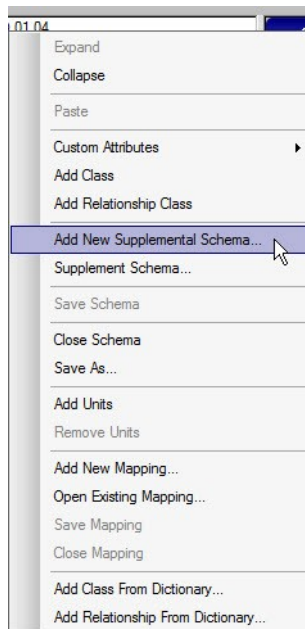 01.04
Expand
Collapse
Paste
Custom Attributes
Add Class
Add Relationship Class
Add New Supplemental Schema...
Supplement Schema...
Save Schema
Close Schema
Save As...
Add Units
Remove Units
Add New Mapping...
Open Existing Mapping...
Save Mapping
Close Mapping
Add Class From Dictionary...
Add Relationship From Dictionary...